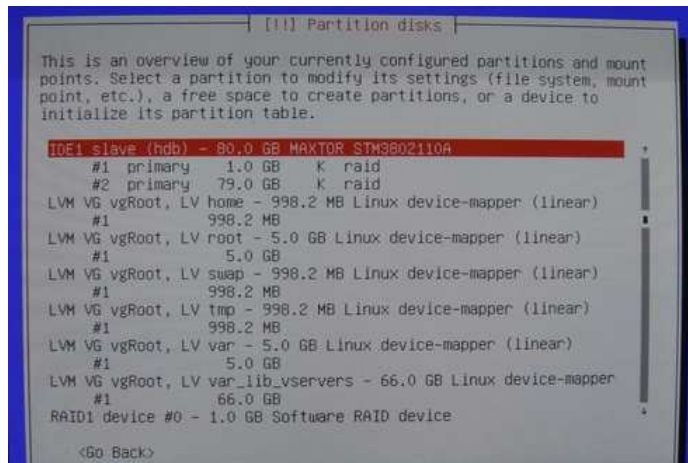 [!!] Partition disks
This is an overview of your currently configured partitions and mount
points. Select a partition to modify its settings (file system, mount
point, etc.), a free space to create partitions, or a device to
initialize its partition table.
IDE1 slave (hdb) - 80.0 GB MAXTOR STM3802110A
#1 primary 1.0 GB K raid
#2 primary 79.0 GB K raid
LVM VG vgRoot, LV home - 998.2 MB Linux device-mapper (linear)
#1 998.2 MB
LVM VG vgRoot, LV root - 5.0 GB Linux device-mapper (linear)
#1 5.0 GB
LVM VG vgRoot, LV swap - 998.2 MB Linux device-mapper (linear)
#1 998.2 MB
LVM VG vgRoot, LV tmp - 998.2 MB Linux device-mapper (linear)
#1 998.2 MB
LVM VG vgRoot, LV var - 5.0 GB Linux device-mapper (linear)
#1 5.0 GB
LVM VG vgRoot, LV var_lib_vservers - 66.0 GB Linux device-mapper
#1 66.0 GB
RAID1 device #0 - 1.0 GB Software RAID device
<Go Back>